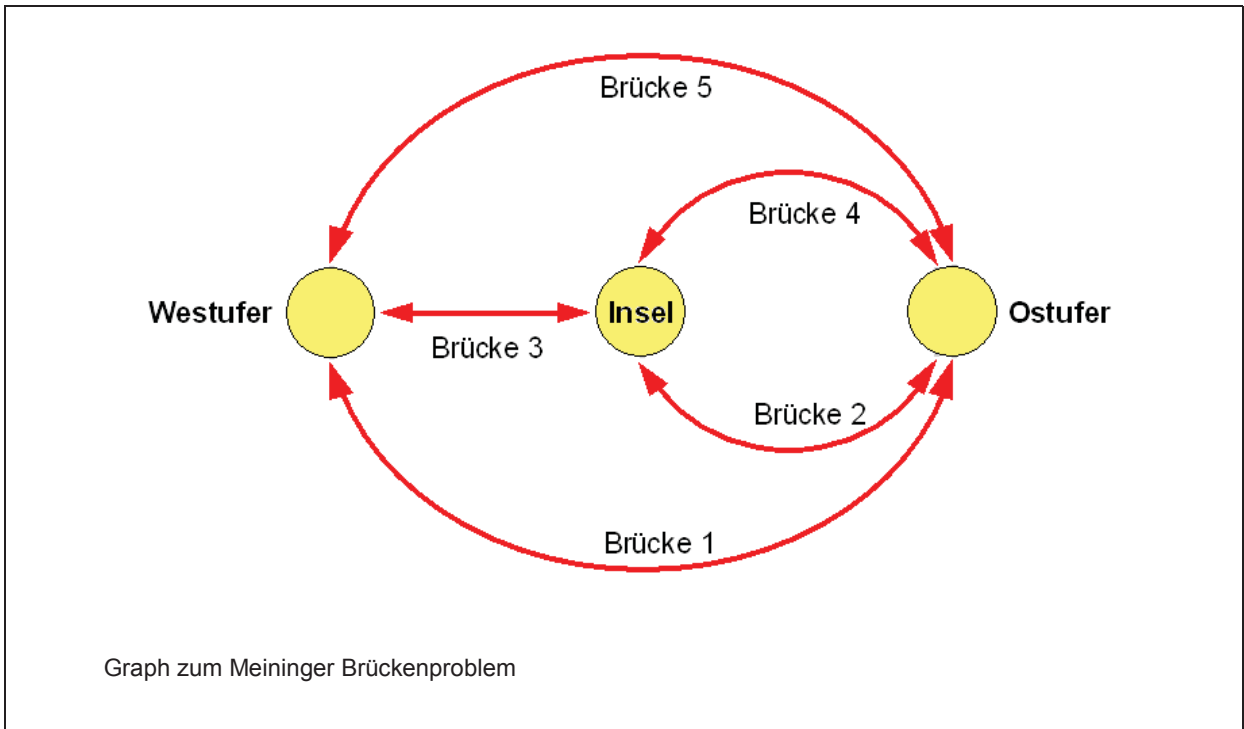 Brücke 5
Brücke 4
Westufer
Insel
Ostufer
Brücke 3
Brücke 2
Brücke 1
Graph zum Meininger Brückenproblem